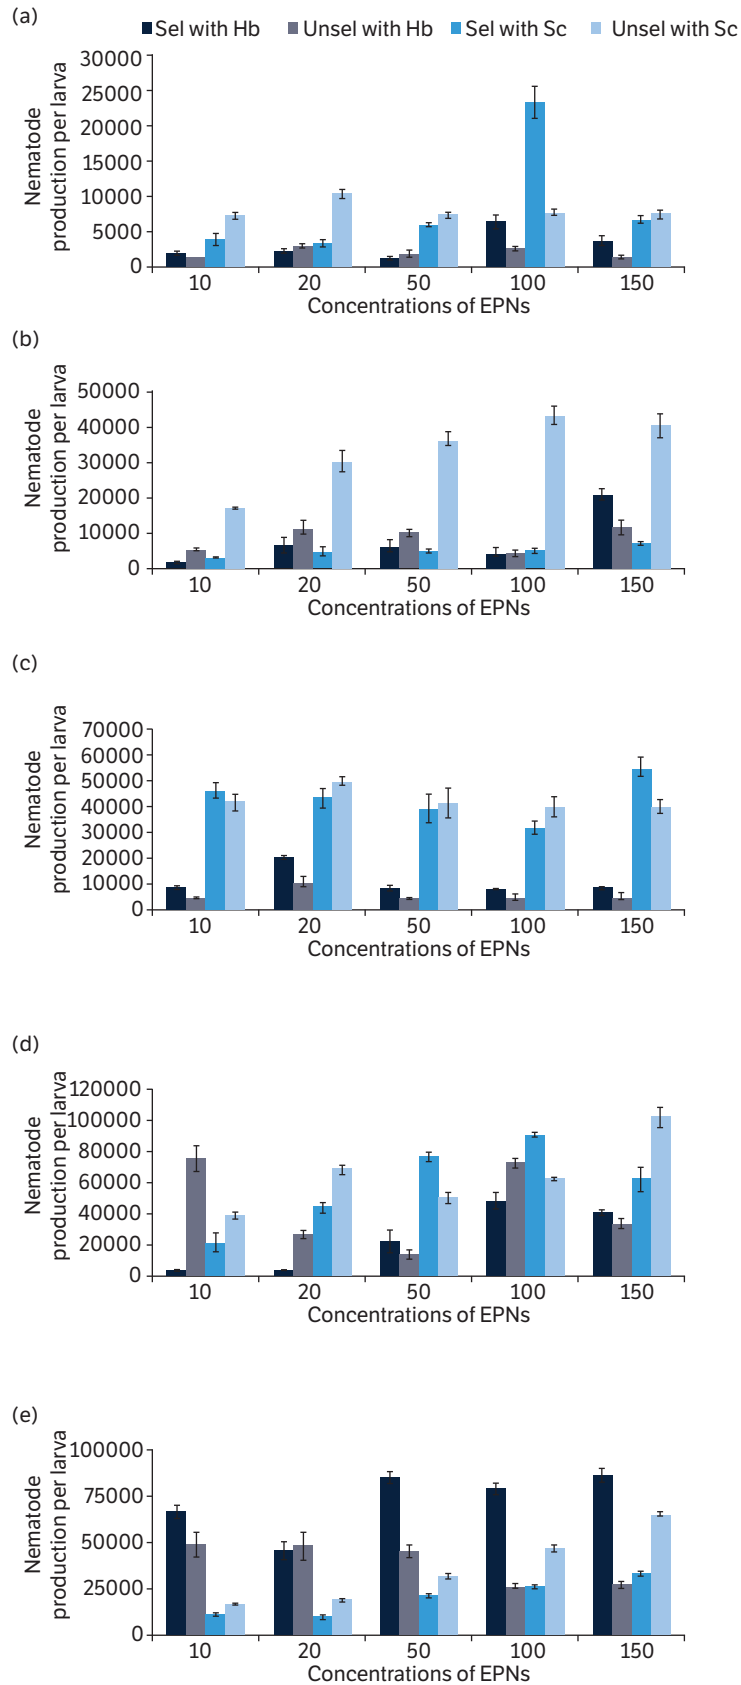 (a)
Sel with Hb Unsel with Hb Sel with Sc Unsel with Sc
Nematode
production per larva
30000
25000
20000
15000
10000
5000
0
10 20 50 100 150
Concentrations of EPNs
(b)
Nematode
production per larva
50000
40000
30000
20000
10000
0
10 20 50 100 150
Concentrations of EPNs
(c)
Nematode
production per larva
70000
60000
50000
40000
30000
20000
10000
0
10 20 50 100 150
Concentrations of EPNs
(d)
Nematode
production per larva
120000
100000
80000
60000
40000
20000
0
10 20 50 100 150
Concentrations of EPNs
(e)
Nematode
production per larva
100000
75000
50000
25000
0
10 20 50 100 150
Concentrations of EPNs